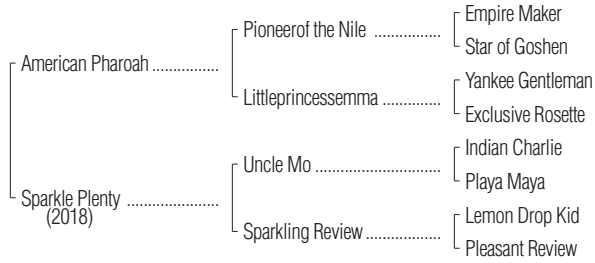 Empire Maker
Pioneerof the Nile ................
Star of Goshen
American Pharoah ................
Yankee Gentleman
Littleprincessemma ..............
Exclusive Rosette
Indian Charlie
Uncle Mo ..............................
Playa Maya
Sparkle Plenty ......................
(2018)
Lemon Drop Kid
Sparkling Review ..................
Pleasant Review